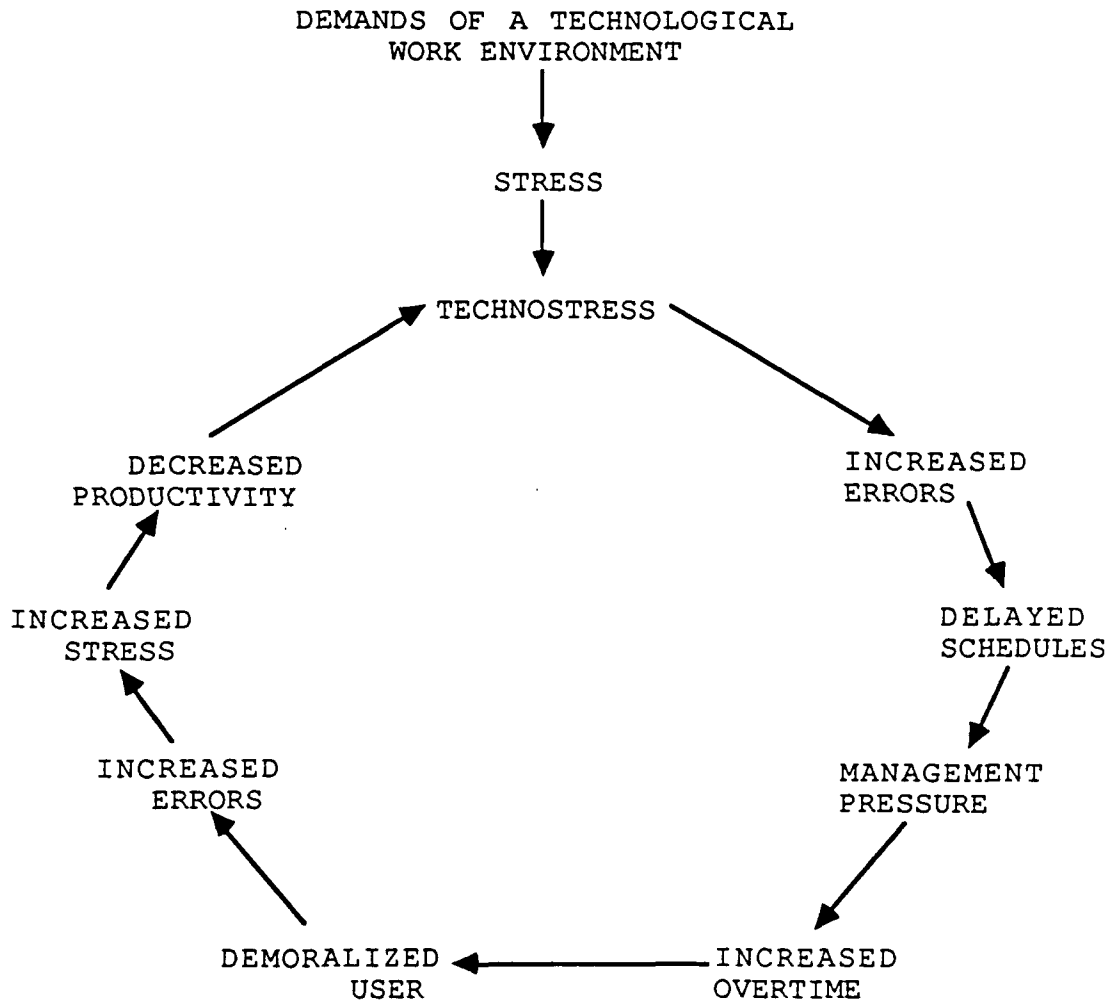 DEMANDS OF A TECHNOLOGICAL
WORK ENVIRONMENT
STRESS
TECHNOSTRESS
INCREASED
ERRORS
DELAYED
SCHEDULES
MANAGEMENT
PRESSURE
INCREASED
OVERTIME
DEMORALIZED
USER
INCREASED
ERRORS
INCREASED
STRESS
DECREASED
PRODUCTIVITY